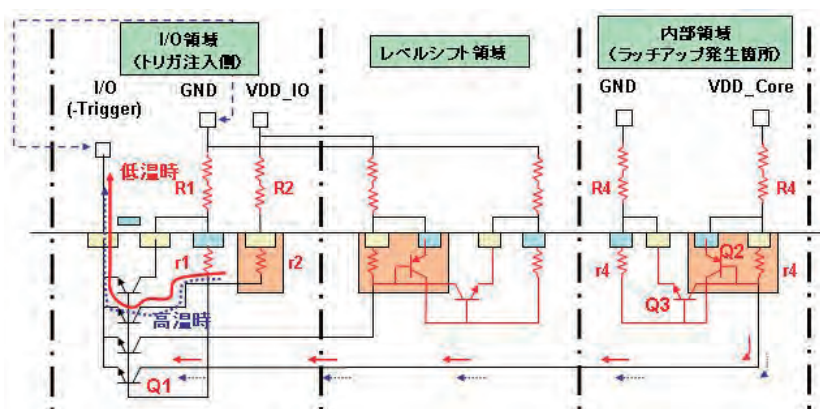 I/O領域
(トリガ注入側)
レベルシフト領域
内部領域
(ラッチアップ発生箇所)
I/O
(-Trigger)
GND
VDD_IO
GND
VDD_Core
低温時
R1
R2
R4
R4
r1
r2
Q2
r4
r4
Q3
高温時
Q1